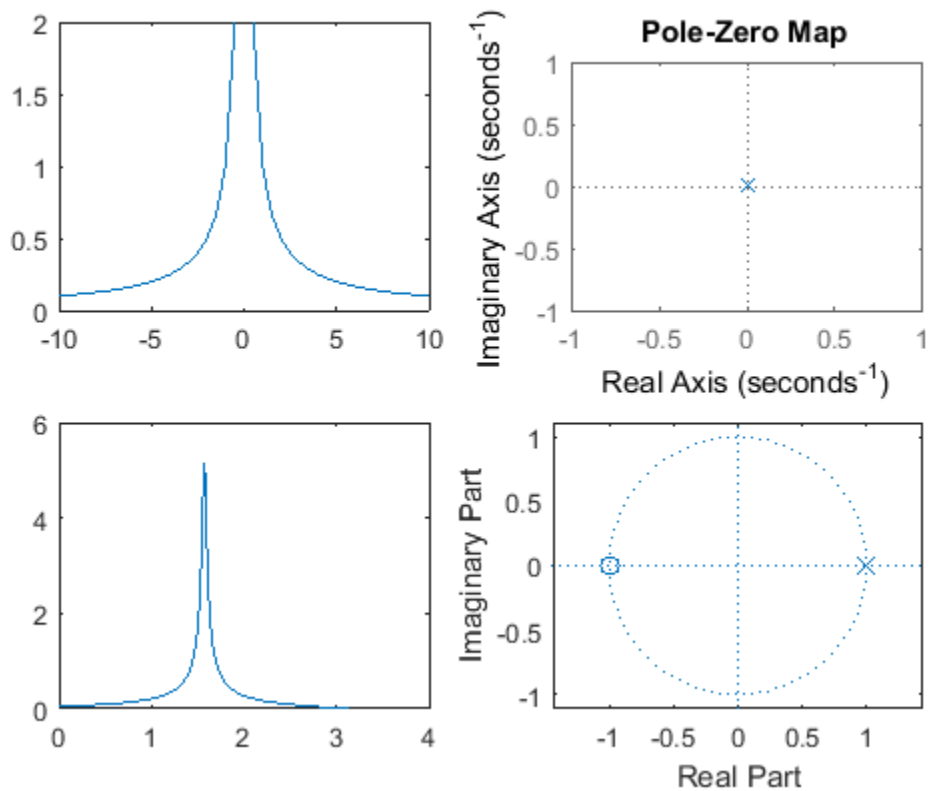 2
1.5
1
0.5
0
-10 -5 0 5 10
Pole-Zero Map
Imaginary Axis (seconds-1)
1
0.5
0
-0.5
-1
-1 -0.5 0 0.5 1
Real Axis (seconds-1)
6
4
2
0
0 1 2 3 4
Imaginary Part
1
0.5
0
-0.5
-1
-1 -0.5 0 0.5 1
Real Part